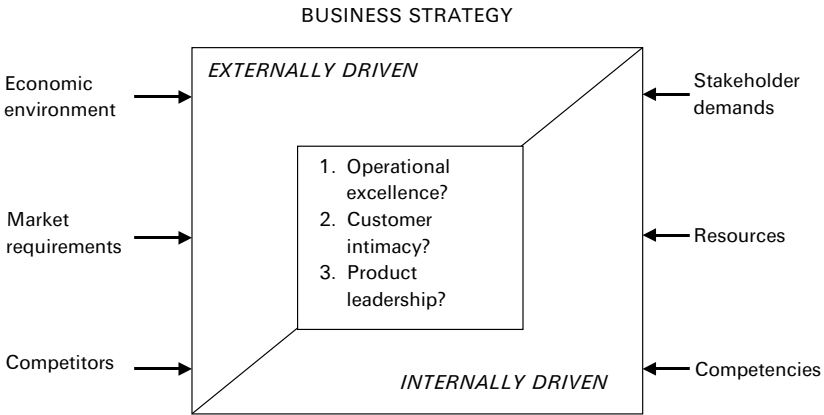 BUSINESS STRATEGY
EXTERNALLY DRIVEN
Economic
environment
Stakeholder
demands
1. Operational
excellence?
2. Customer
intimacy?
3. Product
leadership?
Market
requirements
Resources
Competitors
Competencies
INTERNALLY DRIVEN